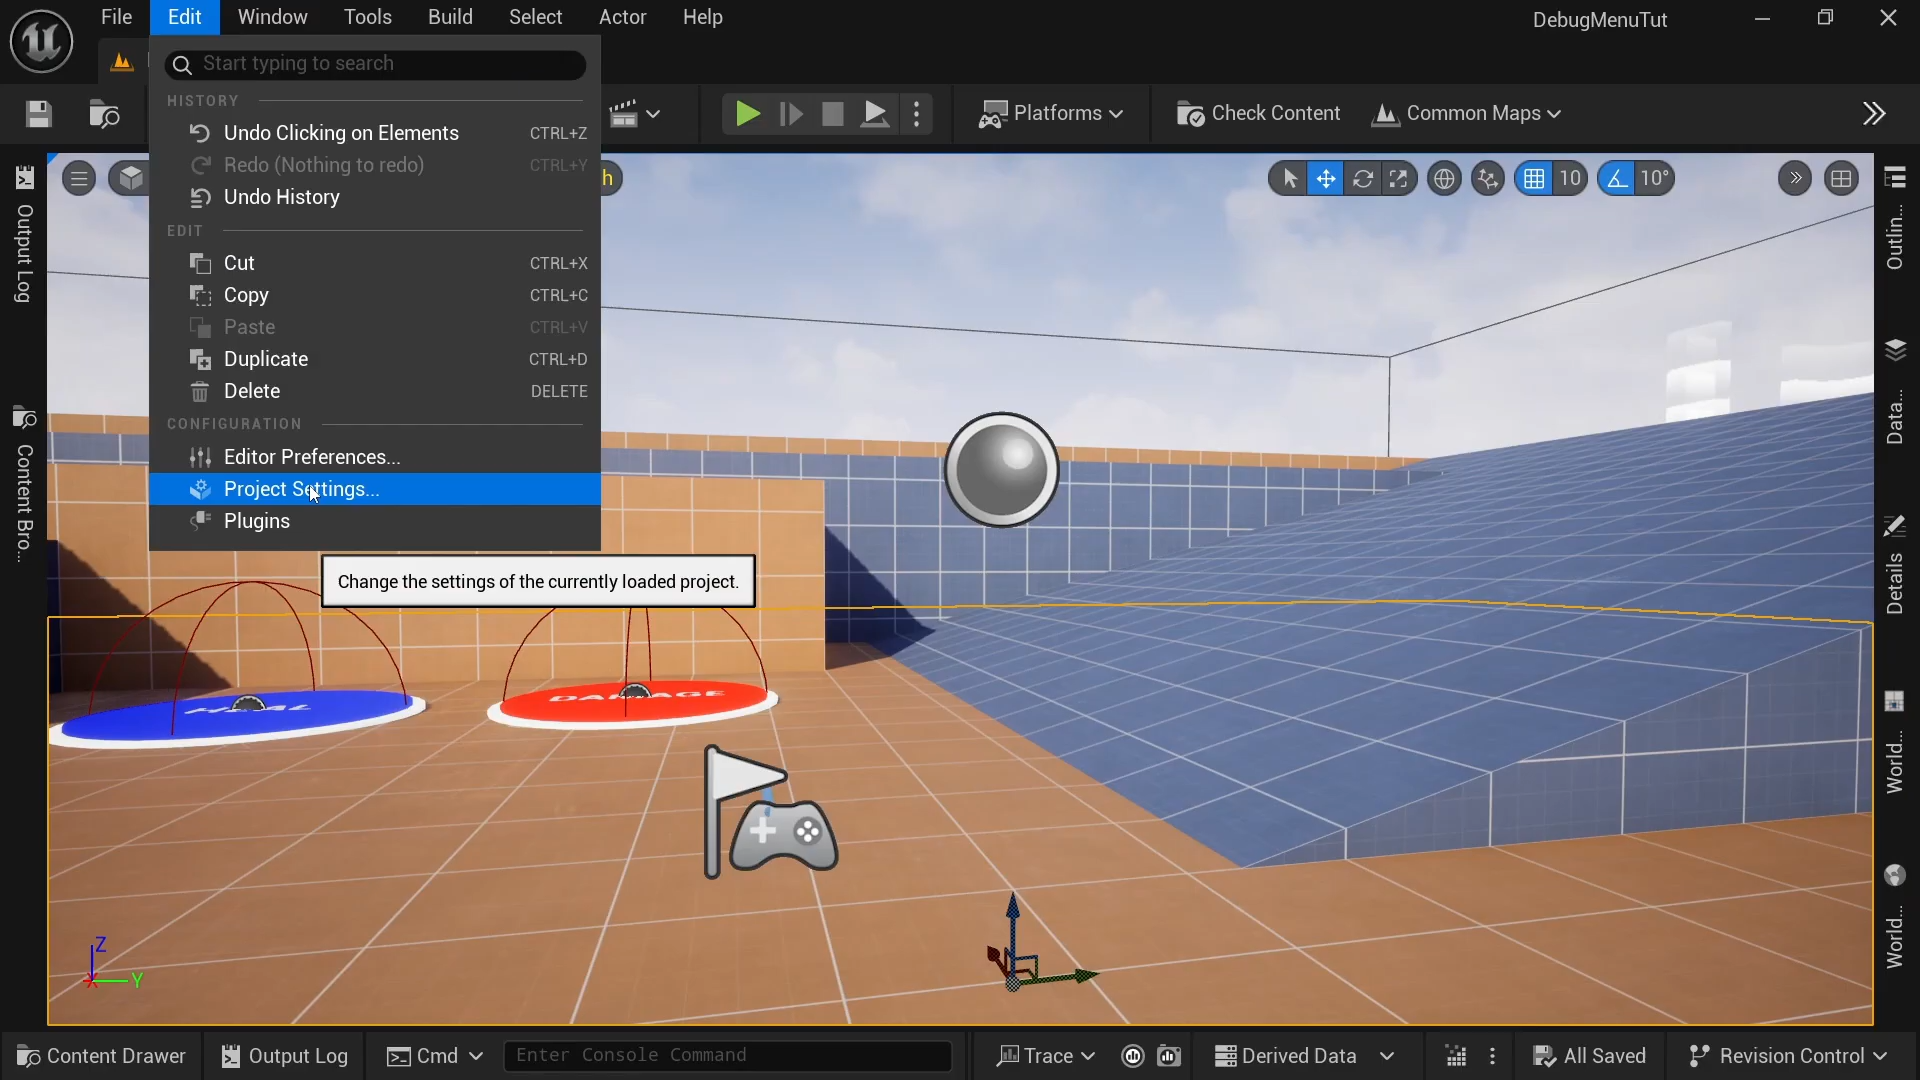 File Edit Window Tools Build Select Actor Help DebugMenuTut
Start typing to search
HISTORY
Undo Clicking on Elements CTRL+Z
Redo (Nothing to redo) CTRL+Y
Undo History
EDIT
Cut CTRL+X
Copy CTRL+C
Paste CTRL+V
Duplicate CTRL+D
Delete DELETE
CONFIGURATION
Editor Preferences...
Project Settings...
Plugins
Change the settings of the currently loaded project.
Platforms Check Content Common Maps
h 10 10°
Output Log
Content Bro...
Outlin...
Data...
Details
World...
World...
HEAL
DAMAGE
Z
X Y
Content Drawer Output Log Cmd Enter Console Command Trace Derived Data All Saved Revision Control